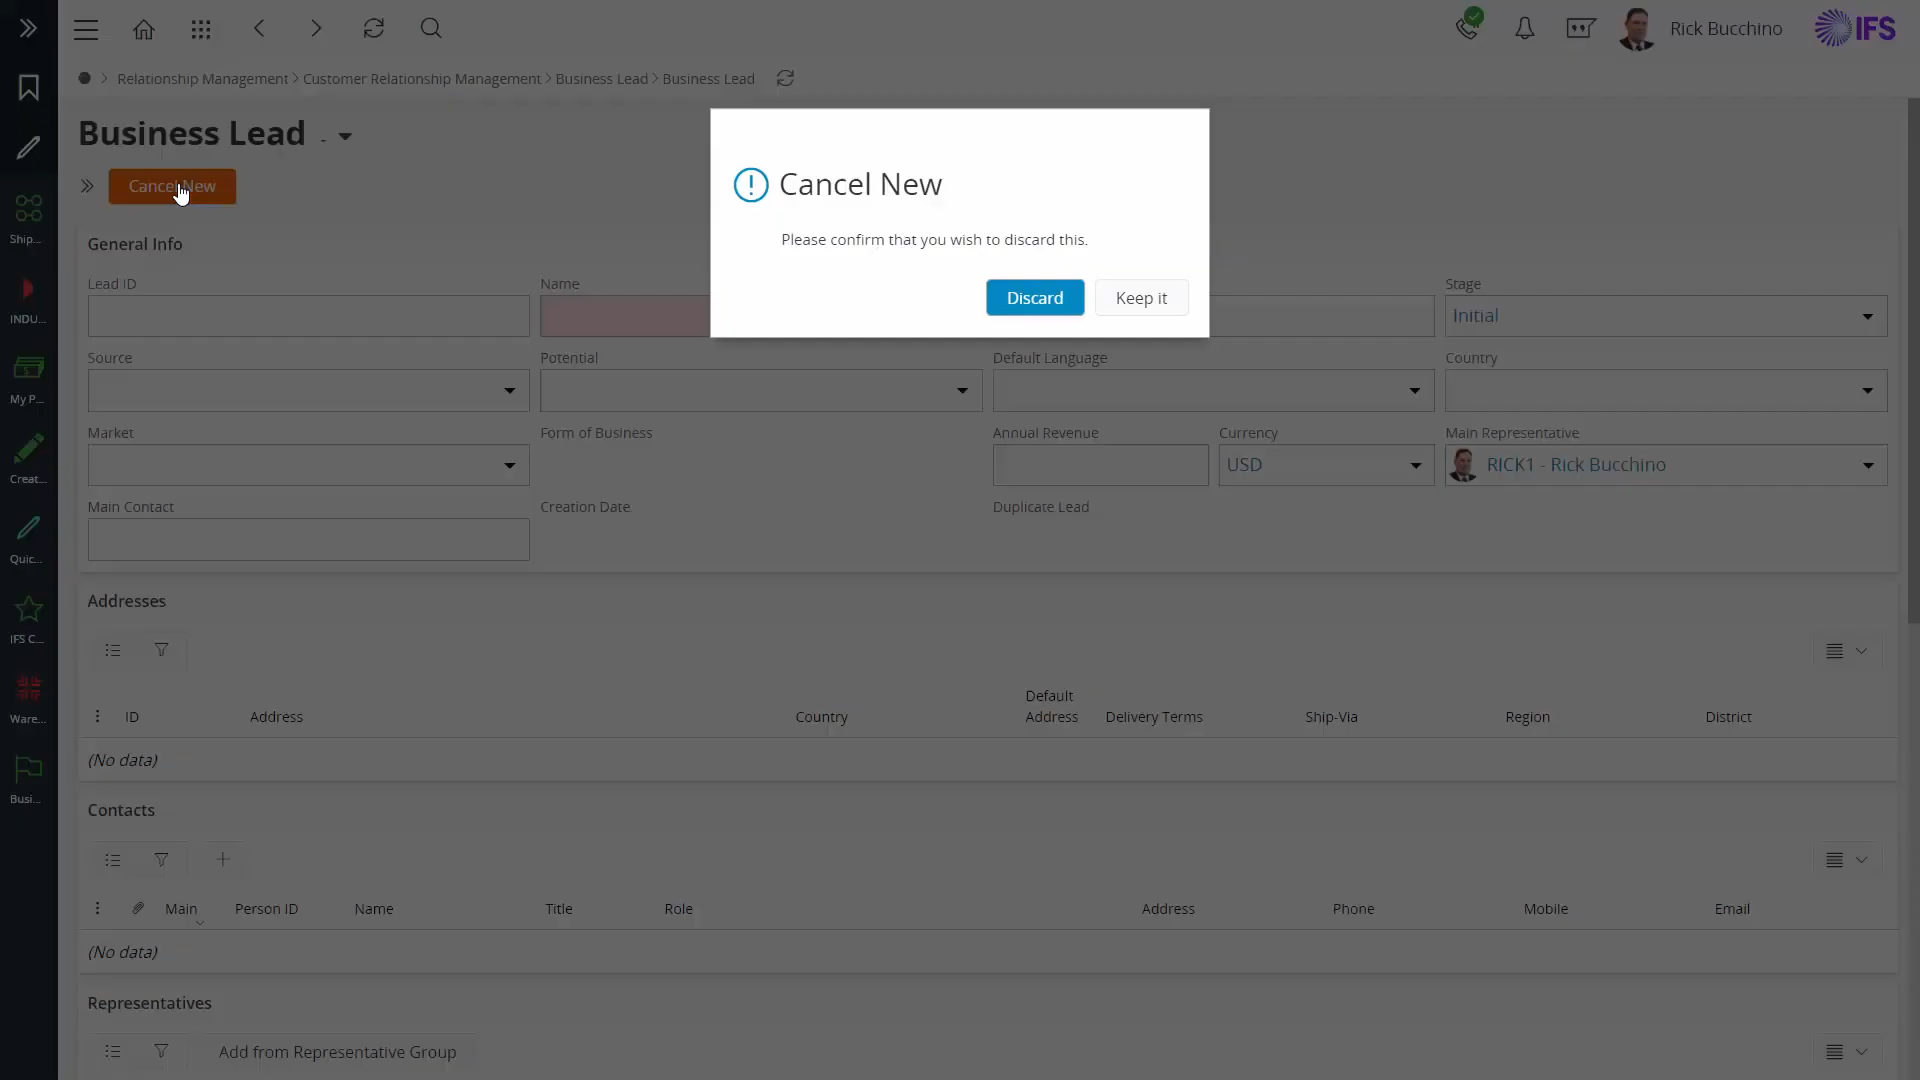 Rick Bucchino
IFS
Relationship Management > Customer Relationship Management > Business Lead > Business Lead
Business Lead -
Cancel New
Cancel New
Please confirm that you wish to discard this.
Discard
Keep it
General Info
Lead ID
Name
Stage
Initial
Source
Potential
Default Language
Country
Market
Form of Business
Annual Revenue
Currency
USD
Main Representative
RICK1 - Rick Bucchino
Main Contact
Creation Date
Duplicate Lead
Ship...
INDU...
My P...
Creat...
Quic...
IFS C...
Ware...
Busi...
Addresses
ID
Address
Country
Default
Address
Delivery Terms
Ship-Via
Region
District
(No data)
Contacts
Main
Person ID
Name
Title
Role
Address
Phone
Mobile
Email
(No data)
Representatives
Add from Representative Group